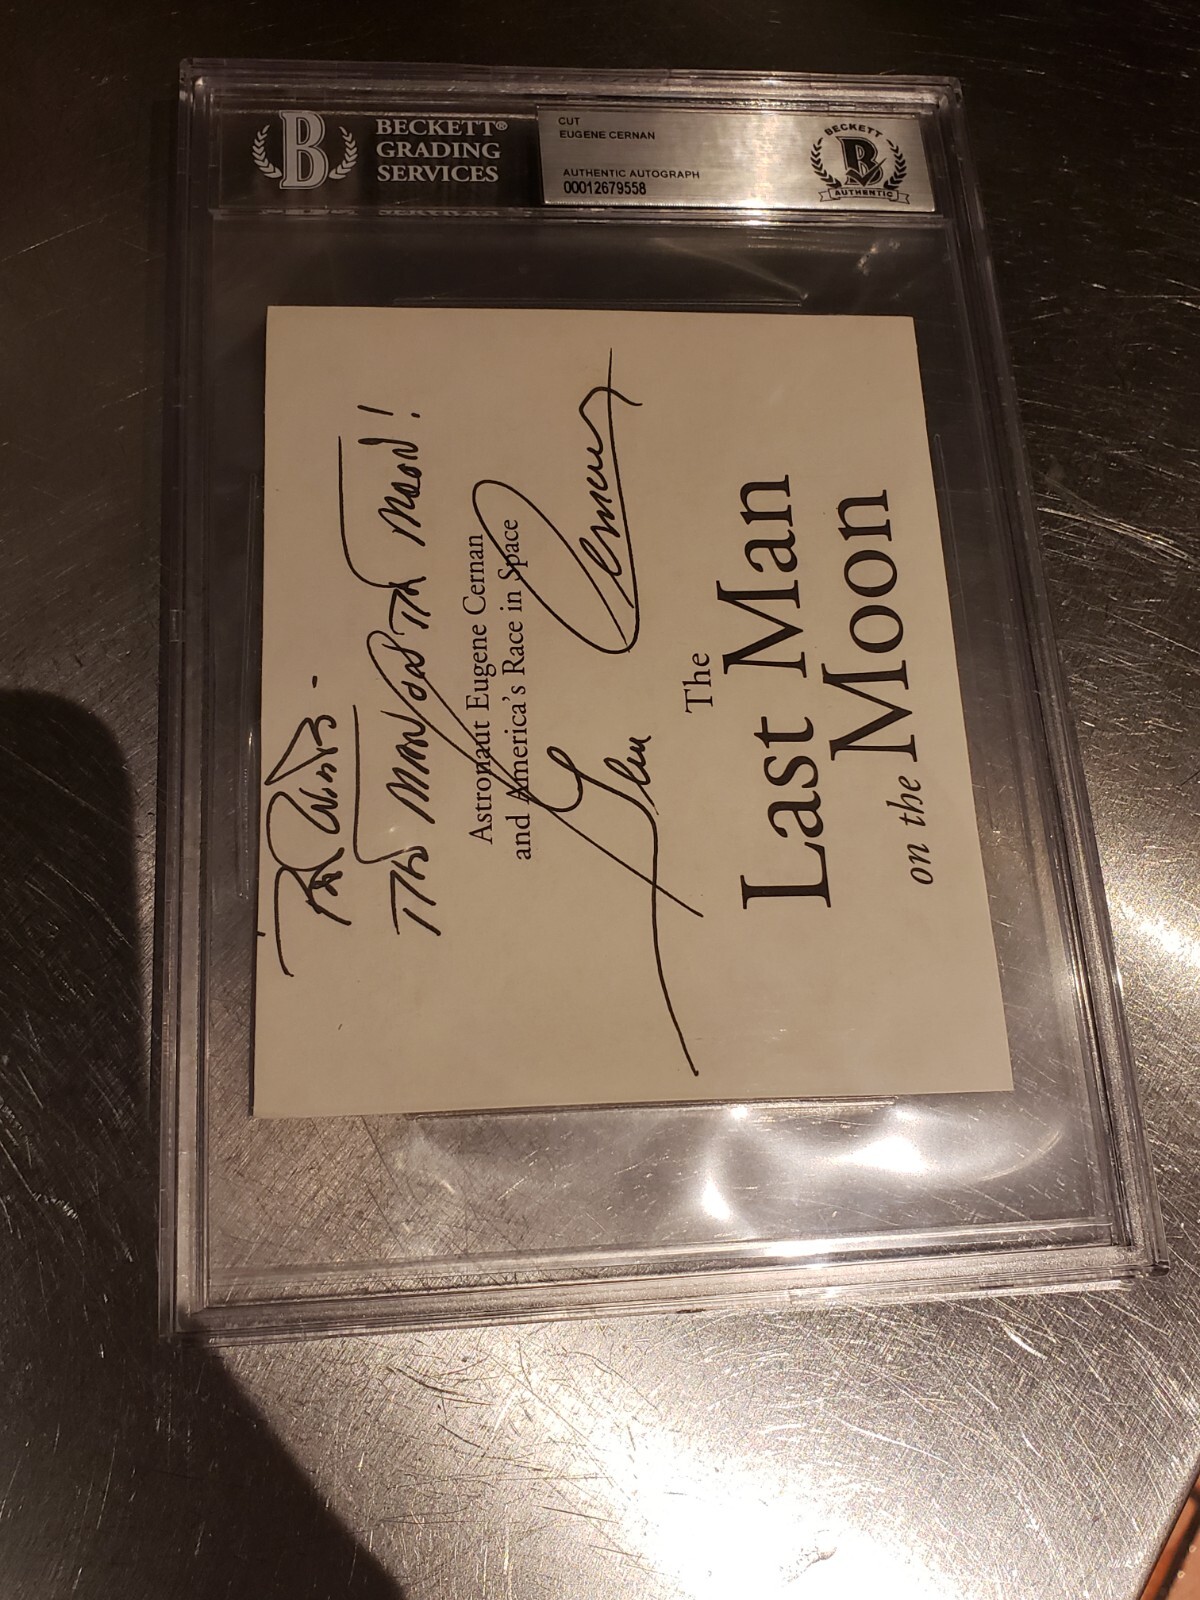 BECKETT®
GRADING
SERVICES
CUT
EUGENE CERNAN
AUTHENTIC AUTOGRAPH
00012679558
BECKETT
AUTHENTIC
The Man on the Moon!
Astronaut Eugene Cernan
and America's Race in Space
Gene Cernan
The
Last Man
on the Moon